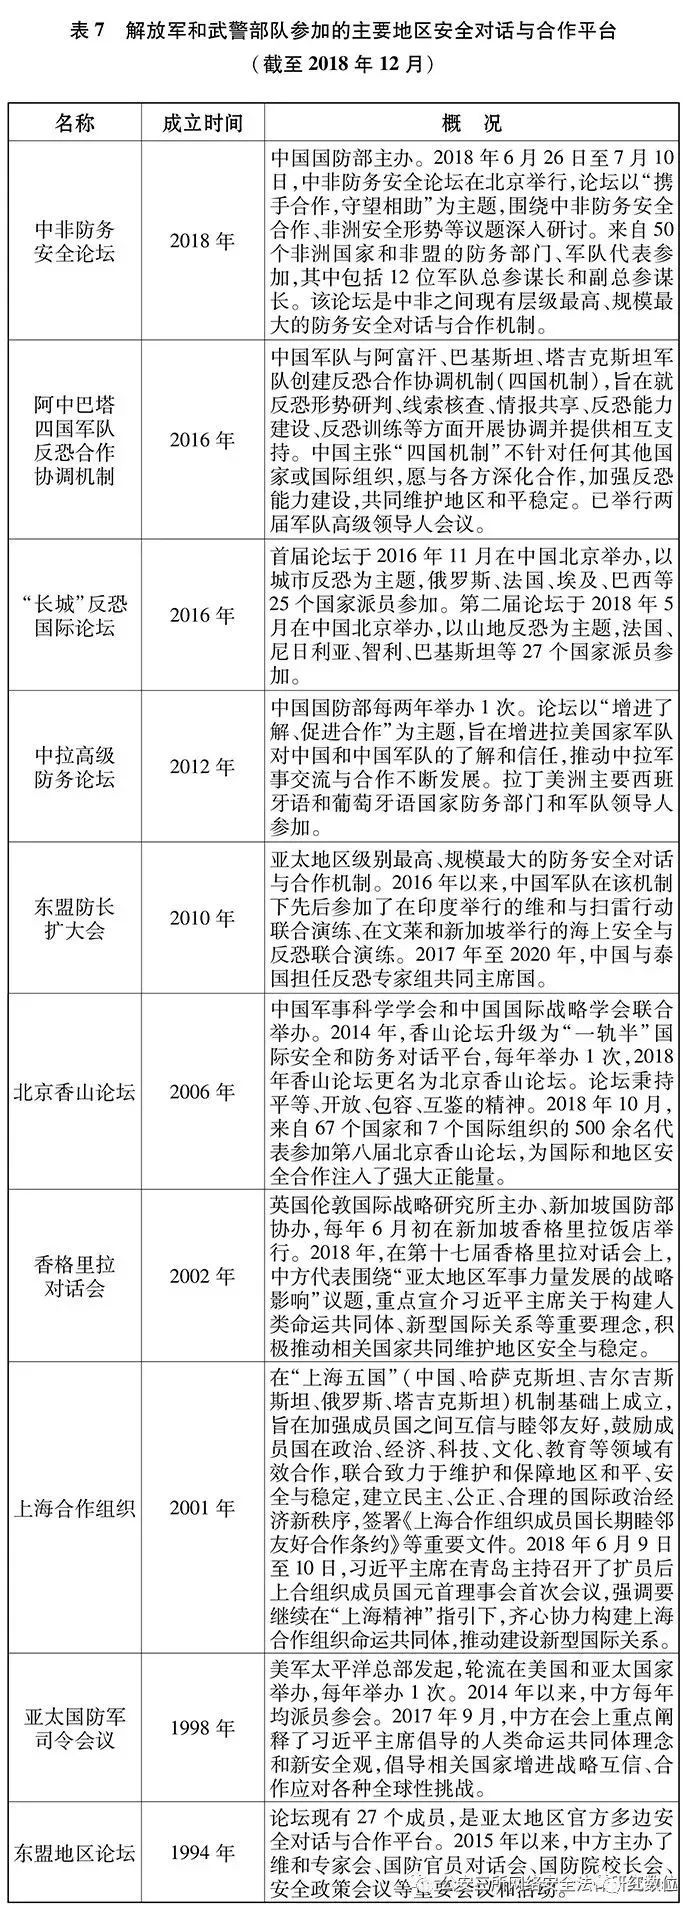 表 7 解放军和武警部队参加的主要地区安全对话与合作平台
（截至 2018 年 12 月）
名称 成立时间 概 况
中非防务
安全论坛
2018 年
中国国防部主办。2018 年 6 月 26 日至 7 月 10
日，中非防务安全论坛在北京举行，论坛以“携
手合作，守望相助”为主题，围绕中非防务安全
合作、非洲安全形势等议题深入研讨。来自 50
个非洲国家和非盟的防务部门、军队代表参
加，其中包括 12 位军队总参谋长和副总参谋
长。该论坛是中非之间现有层级最高、规模最
大的防务安全对话与合作机制。
阿中巴塔
四国军队
反恐合作
协调机制
2016 年
中国军队与阿富汗、巴基斯坦、塔吉克斯坦军
队创建反恐合作协调机制（四国机制），旨在就
反恐形势研判、线索核查、情报共享、反恐能力
建设、反恐训练等方面开展协调并提供相互支
持。中国主张“四国机制”不针对任何其他国
家或国际组织，愿与各方深化合作，加强反恐
能力建设，共同维护地区和平稳定。已举行两
届军队高级领导人会议。
“长城”反恐
国际论坛
2016 年
首届论坛于 2016 年 11 月在中国北京举办，以
城市反恐为主题，俄罗斯、法国、埃及、巴西等
25 个国家派员参加。第二届论坛于 2018 年 5
月在中国北京举办，以山地反恐为主题，法国、
尼日利亚、智利、巴基斯坦等 27 个国家派员参
加。
中拉高级
防务论坛
2012 年
中国国防部每两年举办 1 次。论坛以“增进了
解、促进合作”为主题，旨在增进拉美国家军队
对中国和中国军队的了解和信任，推动中拉军
事交流与合作不断发展。拉丁美洲主要西班
牙语和葡萄牙语国家防务部门和军队领导人
参加。
东盟防长
扩大会
2010 年
亚太地区级别最高、规模最大的防务安全对话
与合作机制。2016 年以来，中国军队在该机制
下先后参加了在印度举行的维和与扫雷行动
联合演练、在文莱和新加坡举行的海上安全与
反恐联合演练。2017 年至 2020 年，中国与泰
国担任反恐专家组共同主席国。
北京香山论坛
2006 年
中国军事科学学会和中国国际战略学会联合
举办。2014 年，香山论坛升级为“一轨半”国
际安全和防务对话平台，每年举办 1 次，2018
年香山论坛更名为北京香山论坛。论坛秉持
平等、开放、包容、互鉴的精神。2018 年 10 月，
来自 67 个国家和 7 个国际组织的 500 余名代
表参加第八届北京香山论坛，为国际和地区安
全合作注入了强大正能量。
香格里拉
对话会
2002 年
英国伦敦国际战略研究所主办、新加坡国防部
协办，每年 6 月初在新加坡香格里拉饭店举
行。2018 年，在第十七届香格里拉对话会上，
中方代表围绕“亚太地区军事力量发展的战略
影响”议题，重点宣介习近平主席关于构建人
类命运共同体、新型国际关系等重要理念，积
极推动相关国家共同维护地区安全与稳定。
上海合作组织
2001 年
在“上海五国”（中国、哈萨克斯坦、吉尔吉斯
斯坦、俄罗斯、塔吉克斯坦）机制基础上成立，
旨在加强成员国之间互信与睦邻友好，鼓励成
员国在政治、经济、科技、文化、教育等领域有
效合作，联合致力于维护和保障地区和平、安
全与稳定，建立民主、公正、合理的国际政治经
济新秩序，签署《上海合作组织成员国长期睦邻
友好合作条约》等重要文件。2018 年 6 月 9 日
至 10 日，习近平主席在青岛主持召开了扩员后
上合组织成员国元首理事会首次会议，强调要
继续在“上海精神”指引下，齐心协力构建上海
合作组织命运共同体，推动建设新型国际关系。
亚太国防军
司令会议
1998 年
美军太平洋总部发起，轮流在美国和亚太国家
举办，每年举办 1 次。2014 年以来，中方每年
均派员参会。2017 年 9 月，中方在会上重点阐
释了习近平主席倡导的人类命运共同体理念
和新安全观，倡导相关国家增进战略互信、合
作应对各种全球性挑战。
东盟地区论坛
1994 年
论坛现有 27 个成员，是亚太地区官方多边安
全对话与合作平台。2015 年以来，中方主办了
维和专家会、国防官员对话会、国防院校长会、
安全政策会议等重要会议和活动。